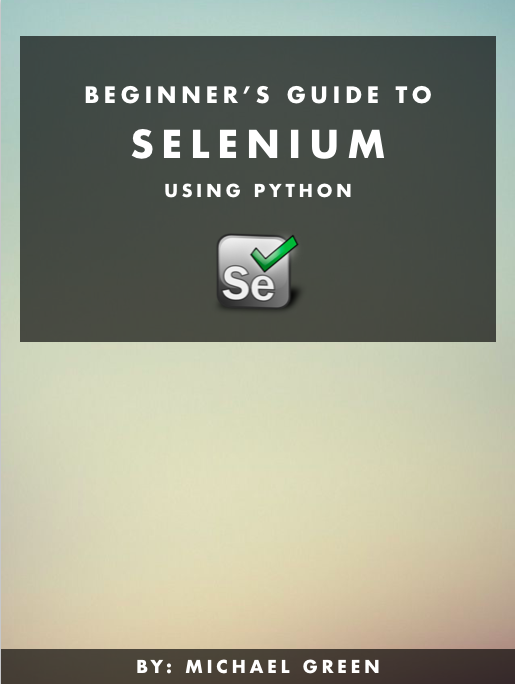 BEGINNER’S GUIDE TO
SELENIUM
USING PYTHON
Se
BY: MICHAEL GREEN